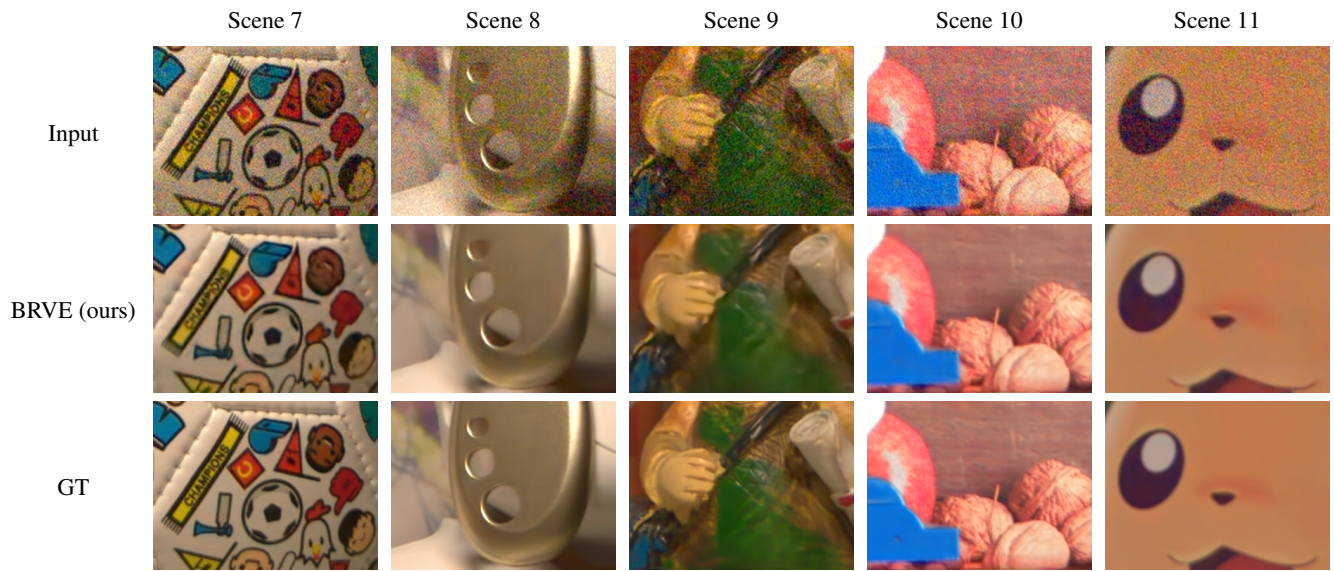 Scene 7 Scene 8 Scene 9 Scene 10 Scene 11
Input
CHAMPIONS
BRVE (ours)
CHAMPIONS
GT
CHAMPIONS